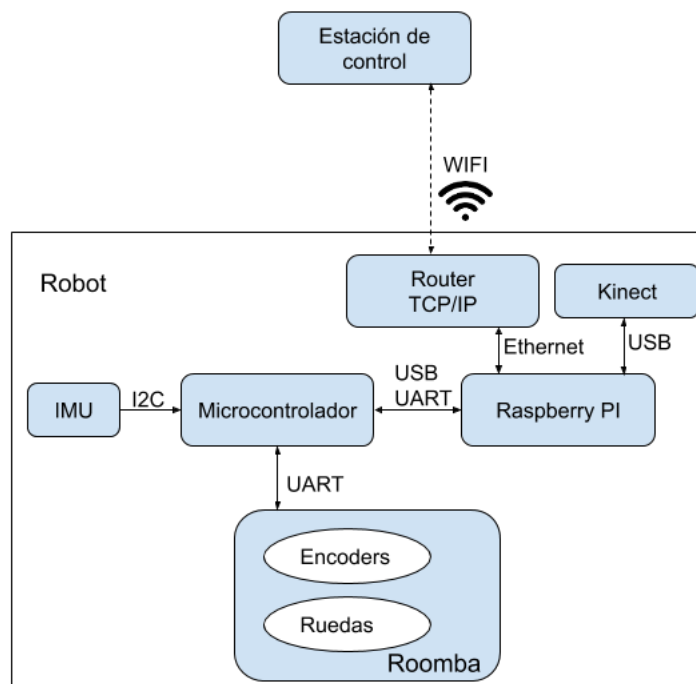 Estación de
control
WIFI
Robot
Router
TCP/IP
Kinect
Ethernet
USB
USB
UART
IMU
I2C
Microcontrolador
Raspberry PI
UART
Encoders
Ruedas
Roomba